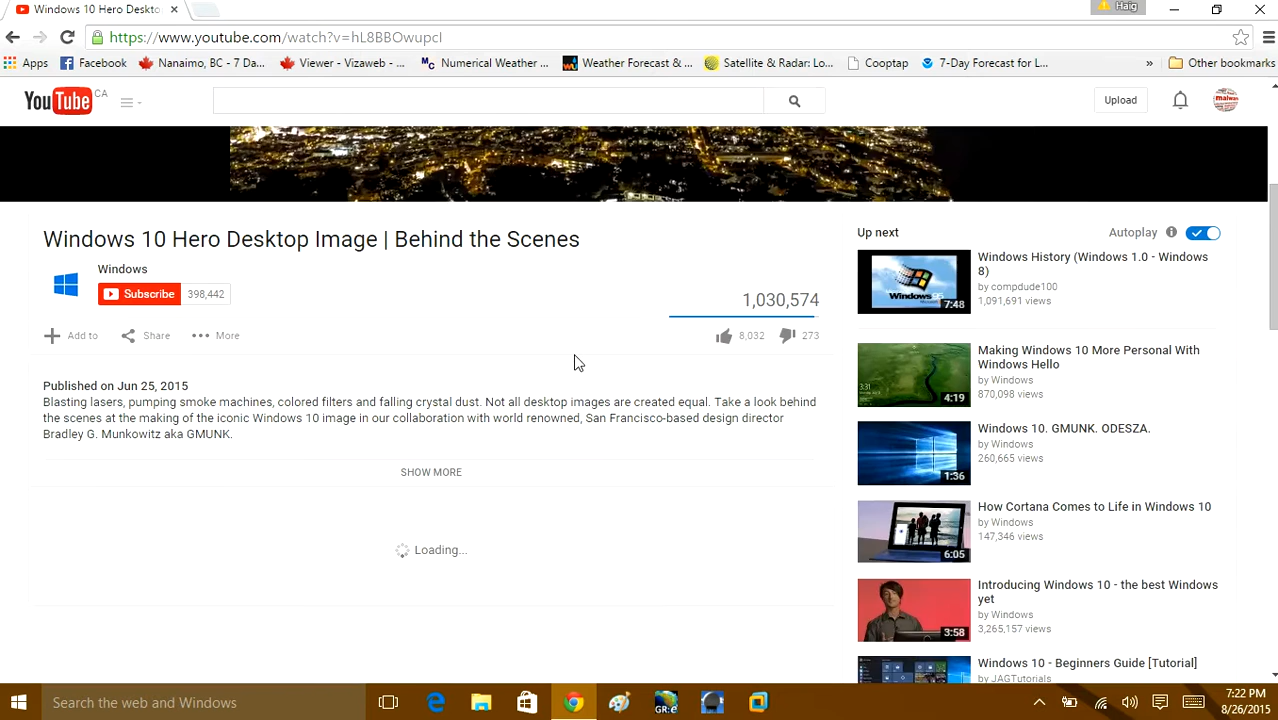 Windows 10 Hero Deskto
Haig
https://www.youtube.com/watch?v=hL8BBOwupcI
Apps
Facebook
Nanaimo, BC - 7 Da...
Viewer - Vizaweb - ...
Numerical Weather ...
Weather Forecast & ...
Satellite & Radar: Lo...
Cooptap
7-Day Forecast for L...
»
Other bookmarks
YouTube CA
Upload
Windows 10 Hero Desktop Image | Behind the Scenes
Windows
Subscribe 398,442
1,030,574
Add to
Share
More
8,032
273
Published on Jun 25, 2015
Blasting lasers, pumping smoke machines, colored filters and falling crystal dust. Not all desktop images are created equal. Take a look behind
the scenes at the making of the iconic Windows 10 image in our collaboration with world renowned, San Francisco-based design director
Bradley G. Munkowitz aka GMUNK.
SHOW MORE
Loading...
Up next
Autoplay
Windows History (Windows 1.0 - Windows
8)
by compdude100
1,091,691 views
7:48
Making Windows 10 More Personal With
Windows Hello
by Windows
870,098 views
4:19
Windows 10. GMUNK. ODESZA.
by Windows
260,665 views
1:36
How Cortana Comes to Life in Windows 10
by Windows
147,346 views
6:05
Introducing Windows 10 - the best Windows
yet
by Windows
3,265,157 views
3:58
Windows 10 - Beginners Guide [Tutorial]
by JAGTutorials
Search the web and Windows
GR:e
7:22 PM
8/26/2015